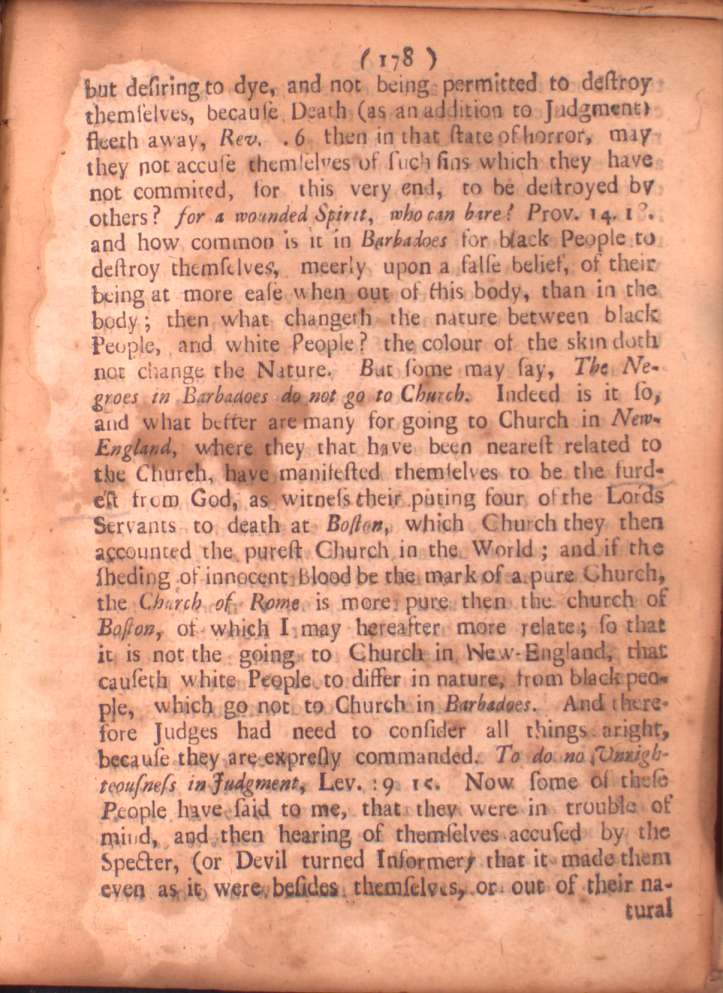 (178)
but deſiring to dye, and not being permitted to deſtroy
themſelves, becauſe Death (as an addition to Judgment)
fleeth away, Rev. .6 then in that ſtate of horror, may
they not accuſe themſelves of ſuch ſins which they have
not commited, for this very end, to be deſtroyed by
others? for a wounded Spirit, who can bare? Prov. 14.
and how common is it in Barbadoes for black People to
deſtroy themſelves, meerly upon a falſe belief, of their
being at more eaſe when out of this body, than in the
body; then what changeth the nature between black
People, and white People? the colour of the skin doth
not change the Nature. But ſome may ſay, The Ne-
groes in Barbadoes do not go to Church. Indeed is it ſo,
and what better are many for going to Church in New-
England, where they that have been neareſt related to
the Church, have manifeſted themſelves to be the furd-
eſt from God, as witneſs their puting four of the Lords
Servants to death at Boſton, which Church they then
accounted the pureſt Church in the World; and if the
ſheding of innocent Blood be the mark of a pure Church,
the Church of Rome is more pure then the church of
Boſton, of which I may hereafter more relate; ſo that
it is not the going to Church in New-England, that
cauſeth white People to differ in nature, from black peo-
ple, which go not to Church in Barbadoes. And there-
fore Judges had need to conſider all things aright,
becauſe they are expreſly commanded. To do no Unrigh-
teouſneſs in Judgment, Lev. Now ſome of theſe
People have ſaid to me, that they were in trouble of
mind, and then hearing of themſelves accuſed by the
Specter, (or Devil turned Informer) that it made them
even as it were beſides themſelves, or out of their na-
tural